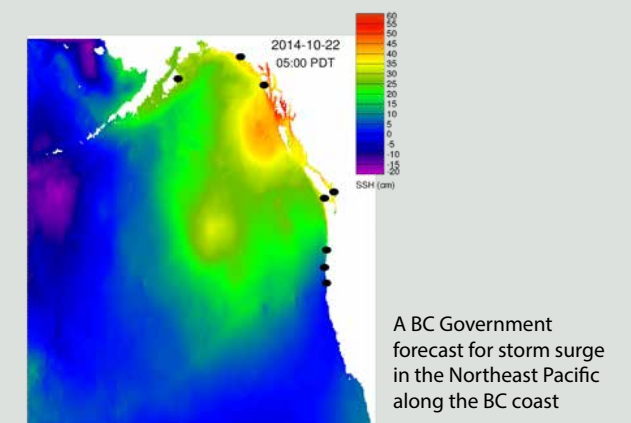 2014-10-22
05:00 PDT
60
50
45
40
35
30
25
20
15
10
5
0
-5
-10
-15
-20
SSH (cm)
A BC Government
forecast for storm surge
in the Northeast Pacific
along the BC coast